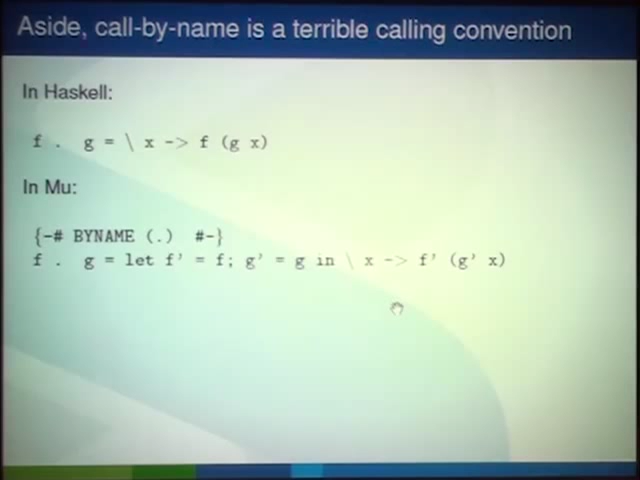 Aside, call-by-name is a terrible calling convention
In Haskell:
f . g = \ x -> f (g x)
In Mu:
{-# BYNAME (.) #-}
f . g = let f' = f; g' = g in \ x -> f' (g' x)